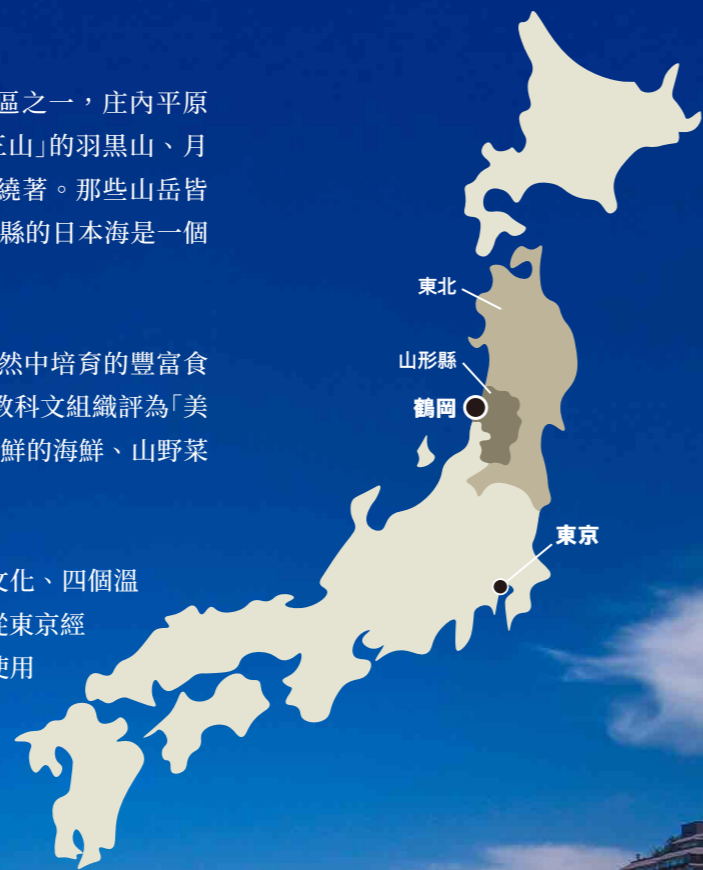 區之一，庄內平原
三山」的羽黑山、月
繞著。那些山岳皆
縣的日本海是一個
然中培育的豐富食
教科文組織評為「美
鮮的海鮮、山野菜
文化、四個溫
從東京經
使用
東北
山形縣
鶴岡
東京